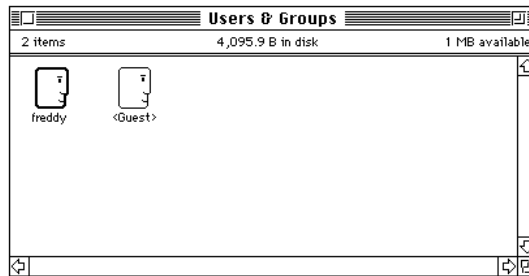 Users & Groups
2 items 4,095.9 B in disk 1 MB available
freddy <Guest>